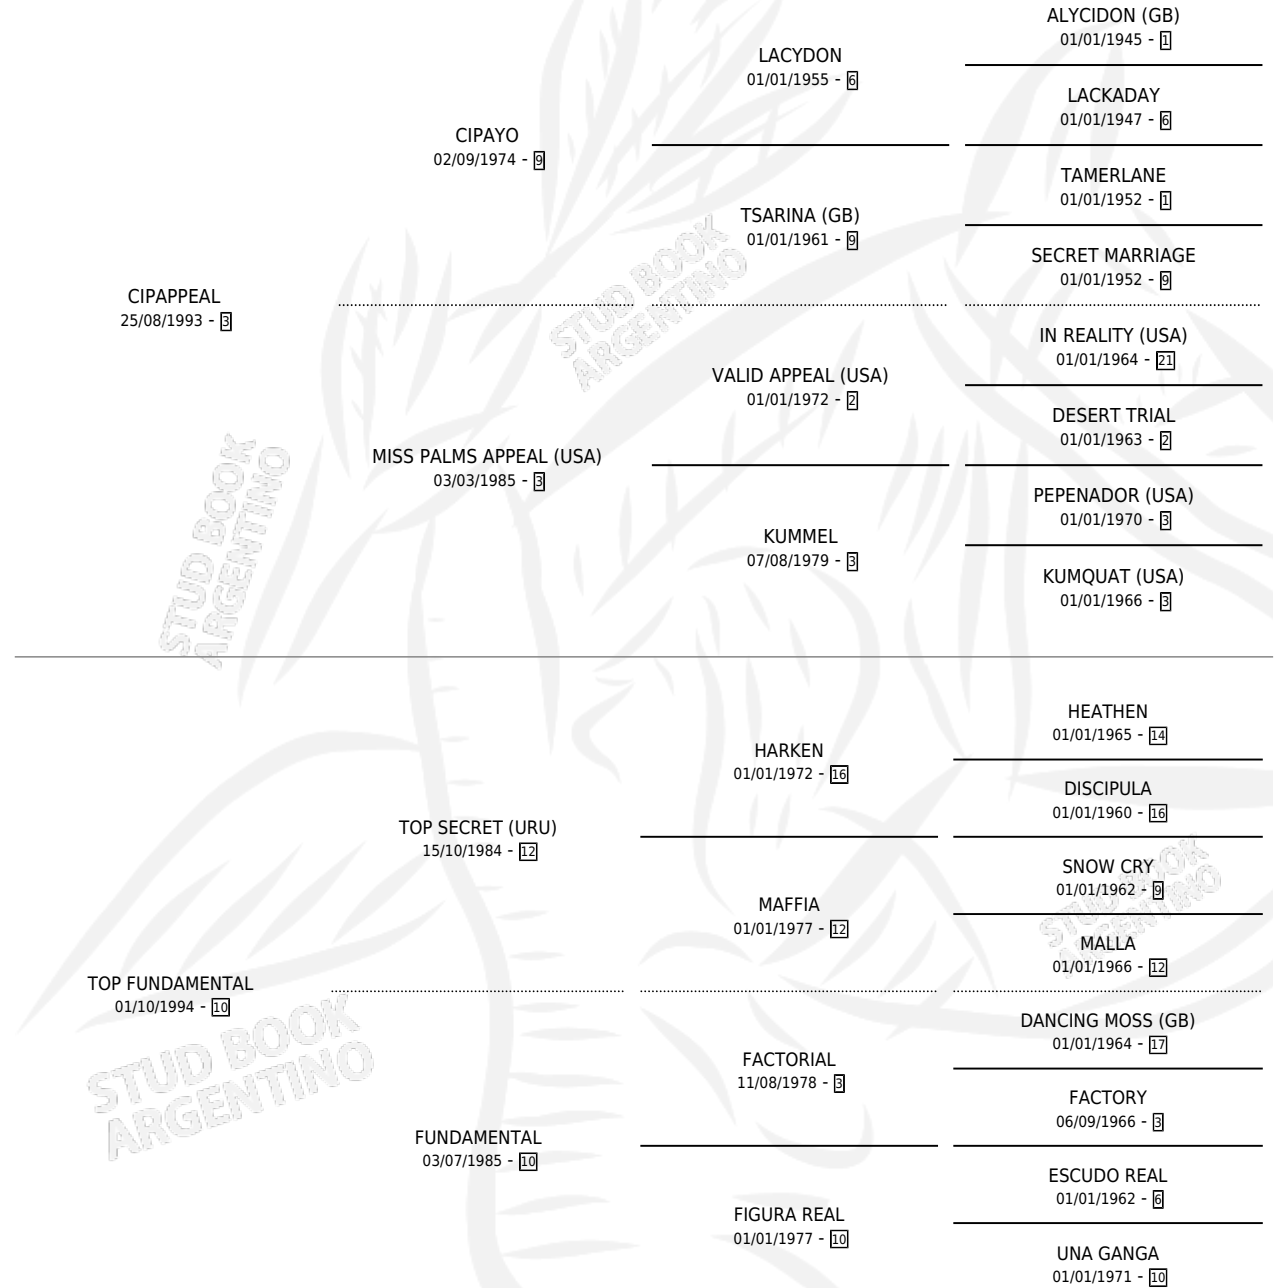 ALYCIDON (GB)
01/01/1945 - 1
LACYDON
01/01/1955 - 6
LACKADAY
01/01/1947 - 6
CIPAYO
02/09/1974 - 9
TAMERLANE
01/01/1952 - 1
TSARINA (GB)
01/01/1961 - 9
SECRET MARRIAGE
01/01/1952 - 9
CIPAPPEAL
25/08/1993 - 3
STUD BOOK
ARGENTINO
IN REALITY (USA)
01/01/1964 - 21
VALID APPEAL (USA)
01/01/1972 - 2
DESERT TRIAL
01/01/1963 - 2
MISS PALMS APPEAL (USA)
03/03/1985 - 3
PEPENADOR (USA)
01/01/1970 - 3
KUMMEL
07/08/1979 - 3
KUMQUAT (USA)
01/01/1966 - 3
STUD BOOK
ARGENTINO
HEATHEN
01/01/1965 - 14
HARKEN
01/01/1972 - 16
DISCIPULA
01/01/1960 - 16
TOP SECRET (URU)
15/10/1984 - 12
SNOW CRY
01/01/1962 - 9
MAFFIA
01/01/1977 - 12
MALLA
01/01/1966 - 12
STUD BOOK
ARGENTINO
TOP FUNDAMENTAL
01/10/1994 - 10
DANCING MOSS (GB)
01/01/1964 - 17
FACTORIAL
11/08/1978 - 3
FACTORY
06/09/1966 - 3
STUD BOOK
ARGENTINO
FUNDAMENTAL
03/07/1985 - 10
ESCUDO REAL
01/01/1962 - 6
FIGURA REAL
01/01/1977 - 10
UNA GANGA
01/01/1971 - 10